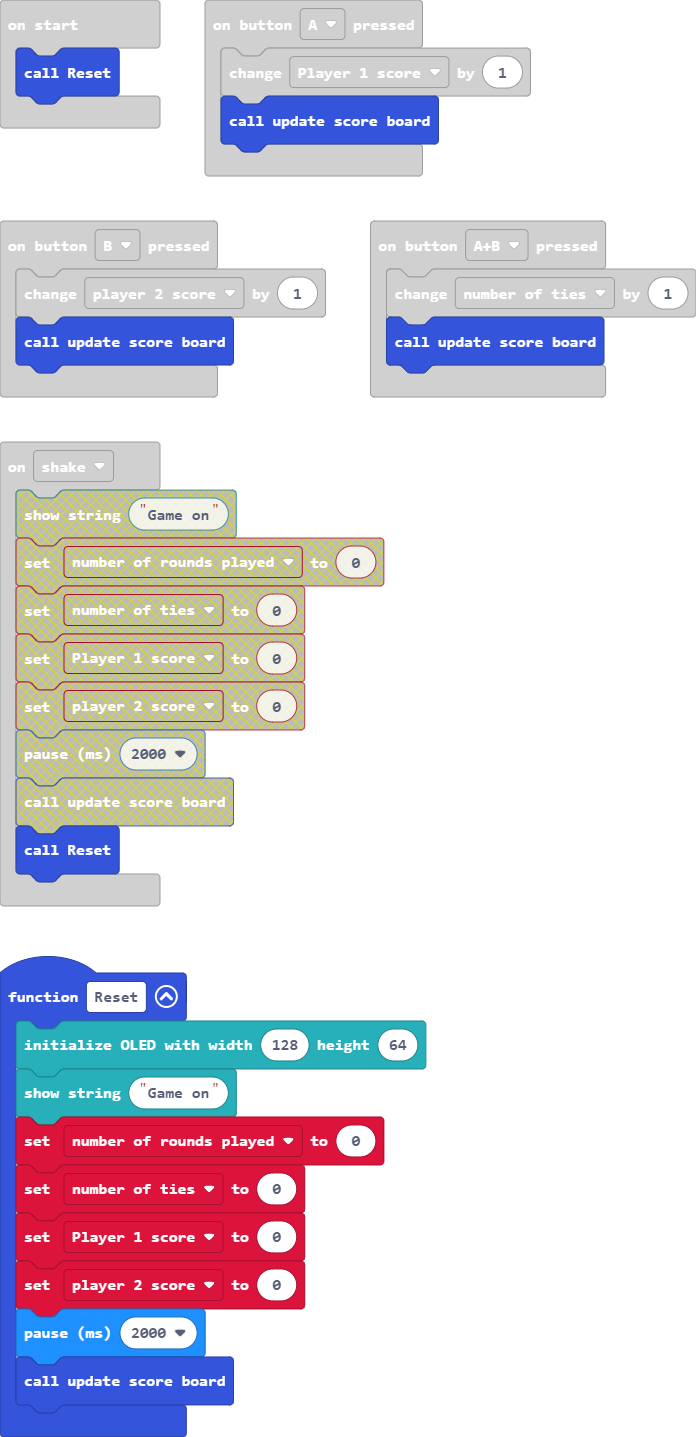 on start
call Reset
on button A pressed
change Player 1 score by 1
call update score board
on button B pressed
change player 2 score by 1
call update score board
on button A+B pressed
change number of ties by 1
call update score board
on shake
show string "Game on"
set number of rounds played to 0
set number of ties to 0
set Player 1 score to 0
set player 2 score to 0
pause (ms) 2000
call update score board
call Reset
function Reset
initialize OLED with width 128 height 64
show string "Game on"
set number of rounds played to 0
set number of ties to 0
set Player 1 score to 0
set player 2 score to 0
pause (ms) 2000
call update score board